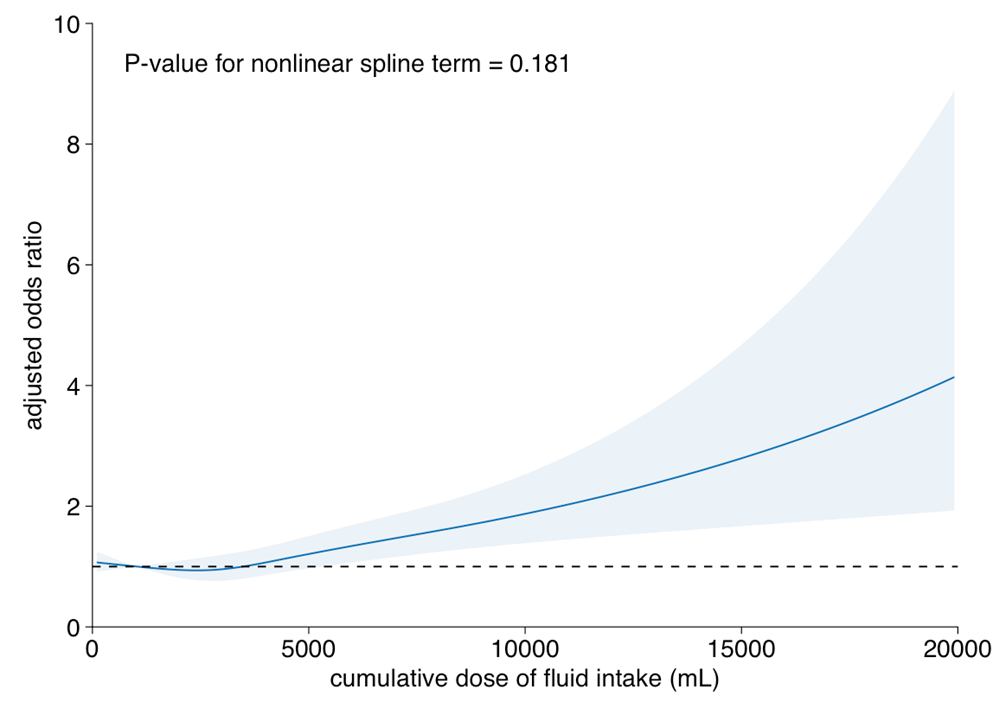 10
P-value for nonlinear spline term = 0.181
8
6
4
2
0
adjusted odds ratio
0 5000 10000 15000 20000
cumulative dose of fluid intake (mL)